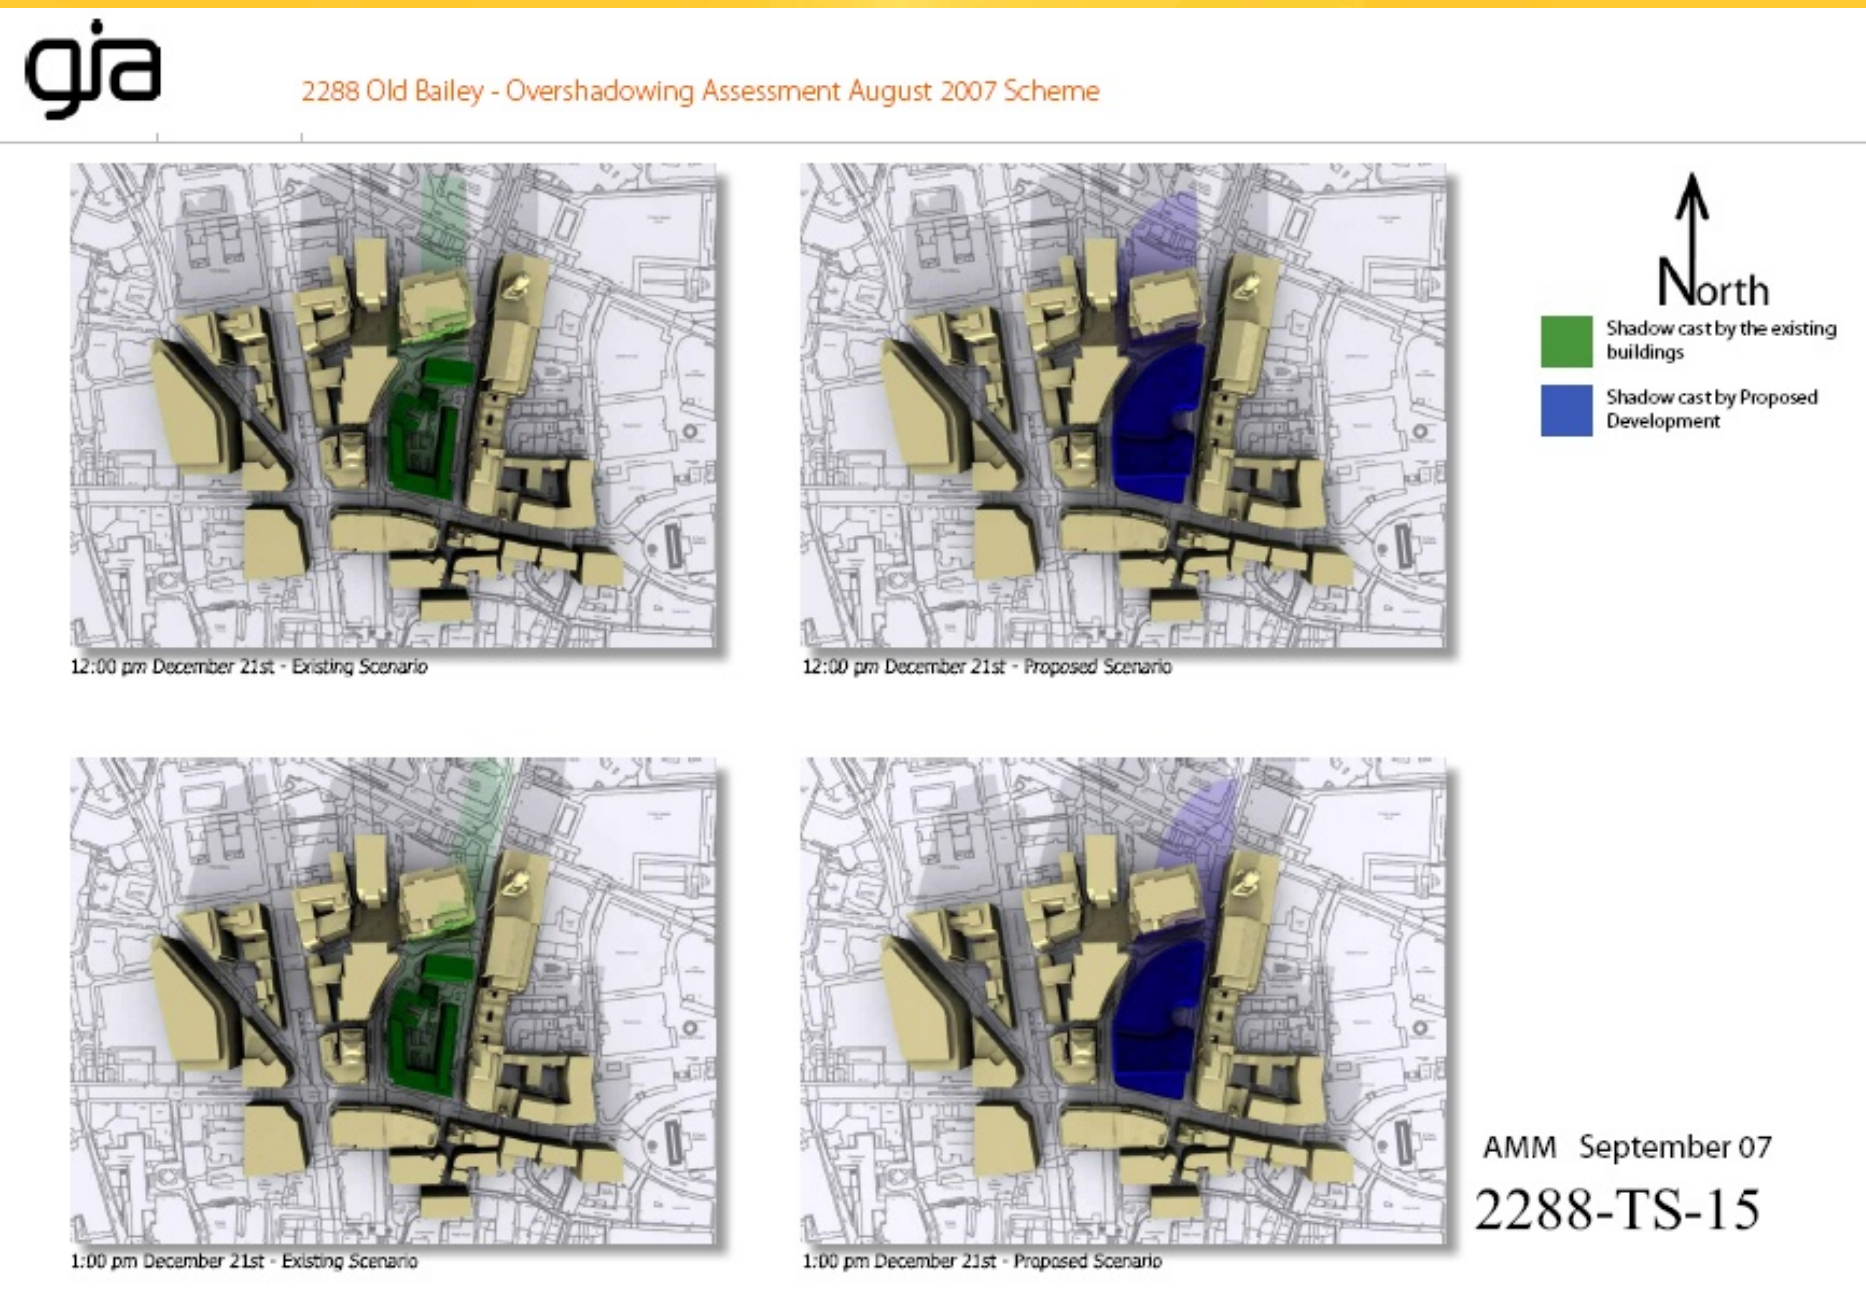 gia
2288 Old Bailey - Overshadowing Assessment August 2007 Scheme
North
Shadow cast by the existing
buildings
Shadow cast by Proposed
Development
12:00 pm December 21st - Existing Scenario
12:00 pm December 21st - Proposed Scenario
1:00 pm December 21st - Existing Scenario
1:00 pm December 21st - Proposed Scenario
AMM September 07
2288-TS-15